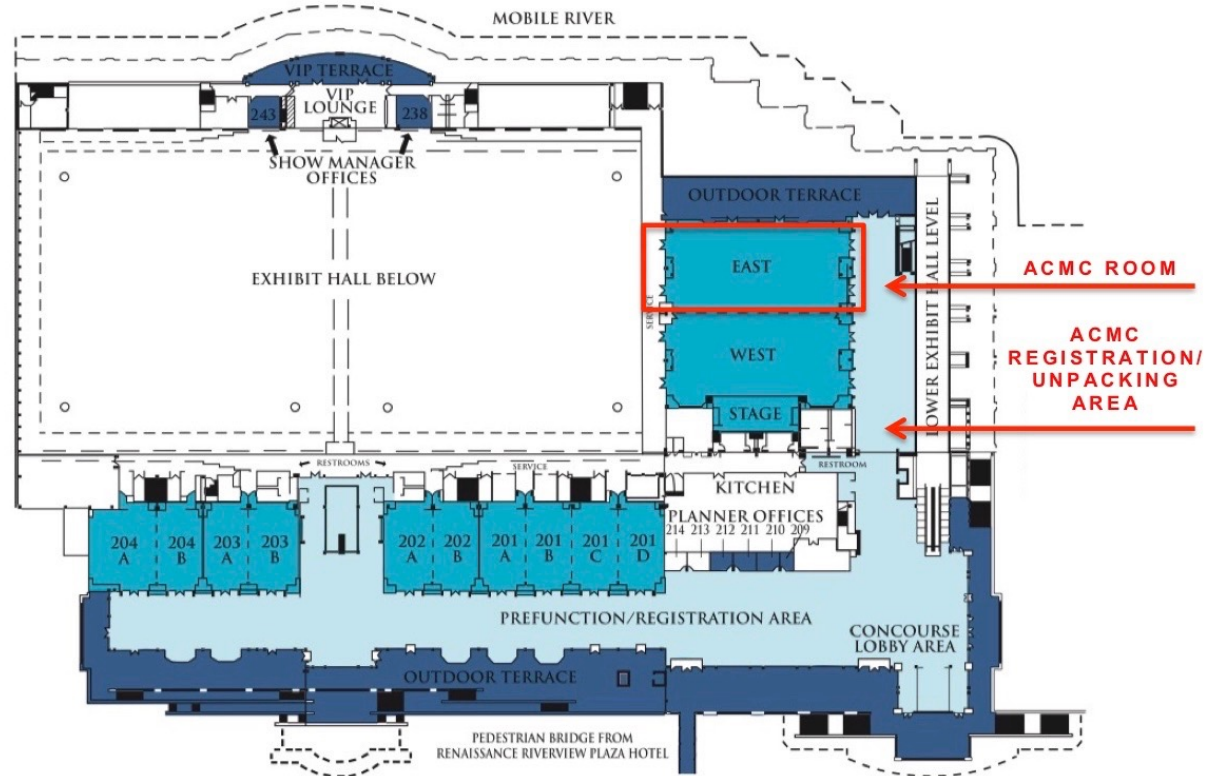 MOBILE RIVER
VIP TERRACE
VIP
LOUNGE
243
238
SHOW MANAGER
OFFICES
OUTDOOR TERRACE
EXHIBIT HALL BELOW
EAST
SERVICE
WEST
STAGE
LOWER EXHIBIT HALL LEVEL
ACMC ROOM
ACMC
REGISTRATION/
UNPACKING
AREA
RESTROOMS
SERVICE
RESTROOM
KITCHEN
PLANNER OFFICES
214 213 212 211 210 209
204
A
204
B
203
A
203
B
202
A
202
B
201
A
201
B
201
C
201
D
PREFUNCTION/REGISTRATION AREA
CONCOURSE
LOBBY AREA
OUTDOOR TERRACE
PEDESTRIAN BRIDGE FROM
RENAISSANCE RIVERVIEW PLAZA HOTEL